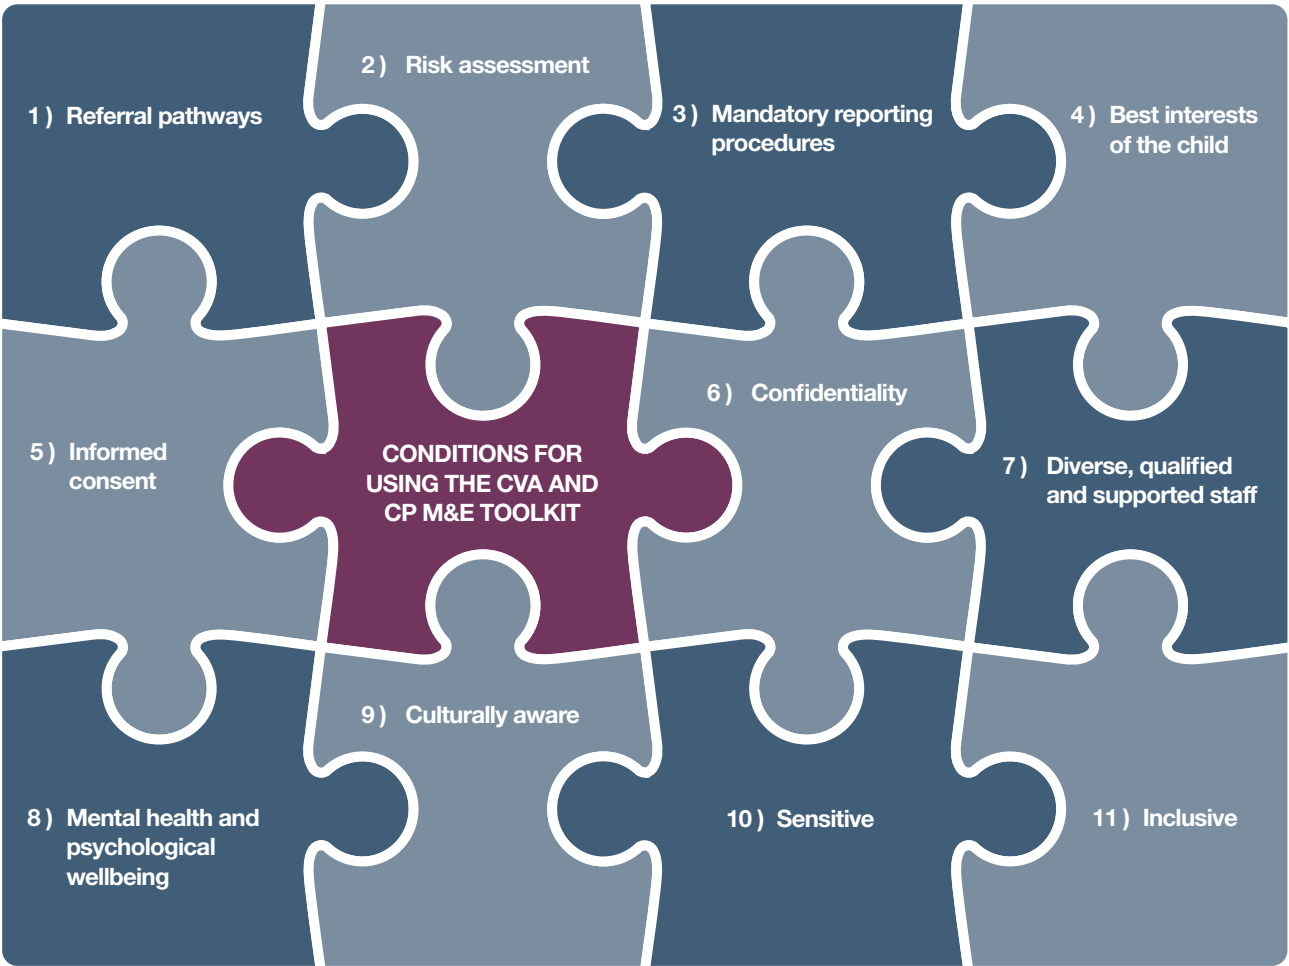 1) Referral pathways
2) Risk assessment
3) Mandatory reporting
procedures
4) Best interests
of the child
5) Informed
consent
CONDITIONS FOR
USING THE CVA AND
CP M&E TOOLKIT
6) Confidentiality
7) Diverse, qualified
and supported staff
8) Mental health and
psychological
wellbeing
9) Culturally aware
10) Sensitive
11) Inclusive